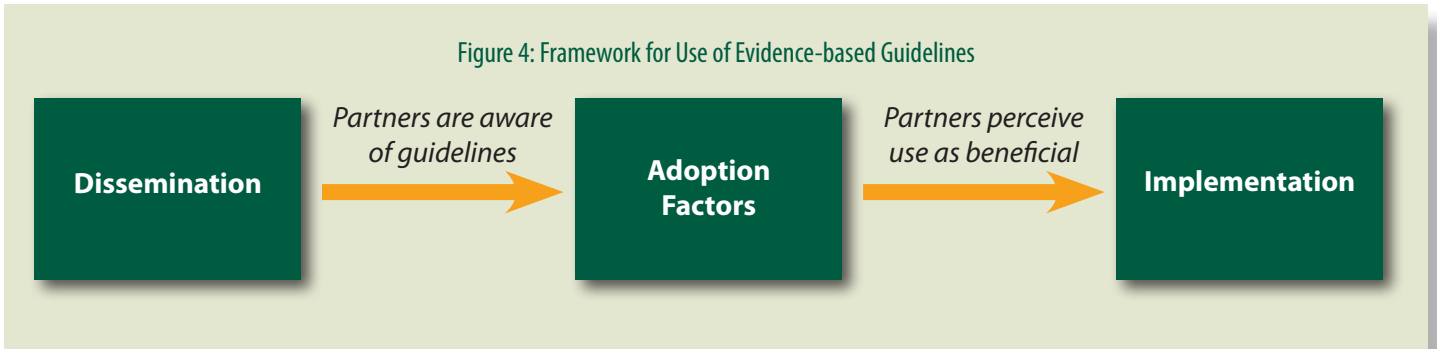 Figure 4: Framework for Use of Evidence-based Guidelines
Dissemination
Partners are aware
of guidelines
Adoption
Factors
Partners perceive
use as beneficial
Implementation